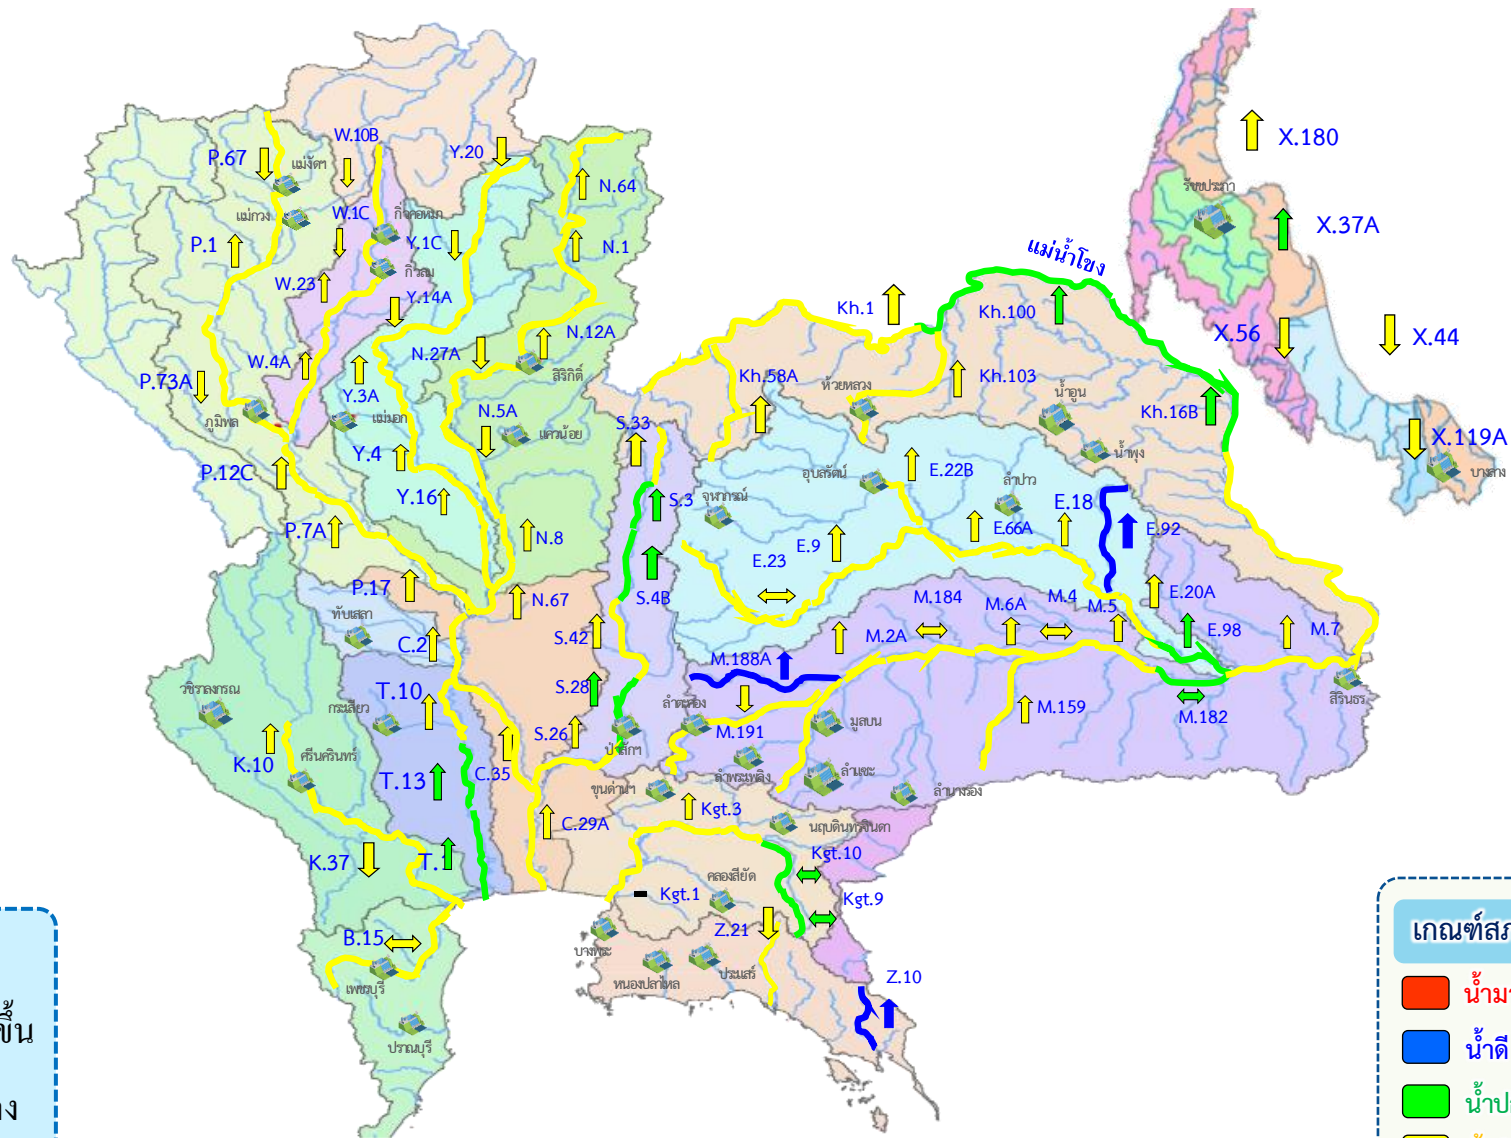 W.10B
Y.20
P.67
แม่งัดฯ
X.180
N.64
รัชชประภา
แม่กวง
W.1C
กิ่วคอหมา
X.37A
P.1
Y.1C
N.1
แม่น้ำโขง
กิ่วลม
W.23
Y.14A
Kh.1
Kh.100
N.12A
X.56
X.44
N.27A
W.4A
สิริกิติ์
Kh.58A
Kh.103
P.73A
Y.3A
ห้วยหลวง
น้ำอูน
Kh.16B
ภูมิพล
แม่มอก
N.5A
แควน้อย
S.33
X.119A
Y.4
น้ำพุง
บางลาง
P.12C
อุบลรัตน์
E.22B
ลำปาว
Y.16
จุฬาภรณ์
S.3
E.18
P.7A
N.8
E.9
E.66A
E.92
E.23
P.17
N.67
S.4B
M.184
M.6A
M.4
M.5
E.20A
ทับเสลา
C.2
S.42
M.2A
E.98
M.7
M.188A
วชิราลงกรณ
T.10
S.28
กระเสียว
ลำตะคอง
M.159
M.182
สิรินธร
S.26
M.191
มูลบน
K.10
ศรีนครินทร์
ป่าสักฯ
T.13
C.35
ลำพระเพลิง
ลำแชะ
ขุนด่านฯ
ลำนางรอง
Kgt.3
C.29A
นฤบดินทรจินดา
K.37
T.1
Kgt.10
คลองสียัด
Kgt.1
Kgt.9
B.15
Z.21
บางพระ
ประแสร์
Z.10
เพชรบุรี
หนองปลาไหล
ปราณบุรี
ขึ้น
น้ำดี